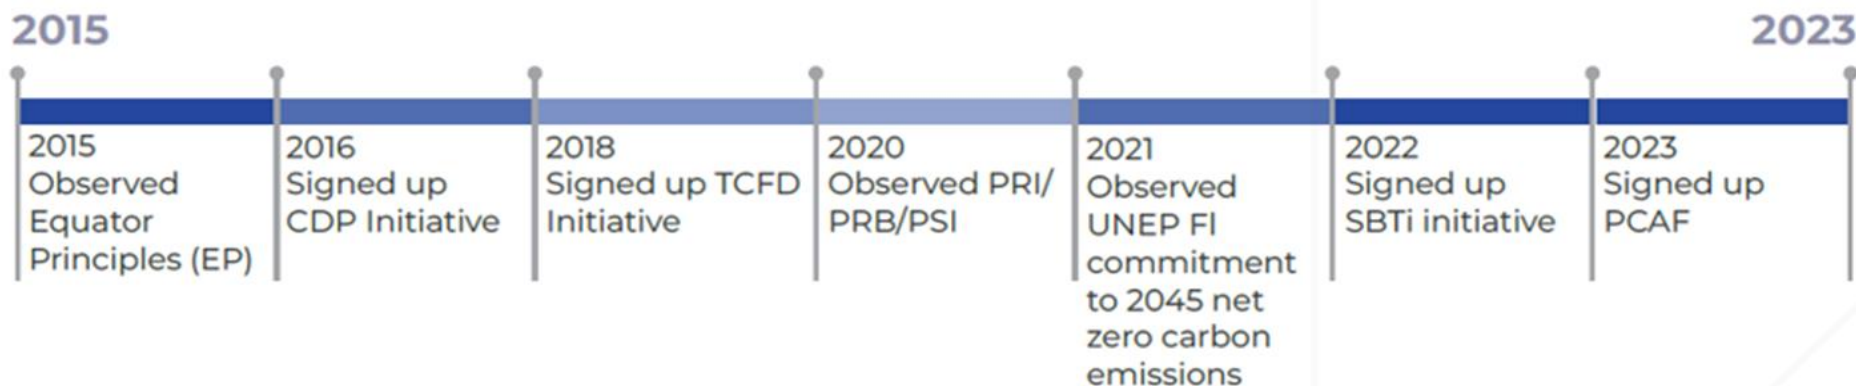 2015
2023
2015
Observed
Equator
Principles (EP)
2016
Signed up
CDP Initiative
2018
Signed up TCFD
Initiative
2020
Observed PRI/
PRB/PSI
2021
Observed
UNEP FI
commitment
to 2045 net
zero carbon
emissions
2022
Signed up
SBTi initiative
2023
Signed up
PCAF